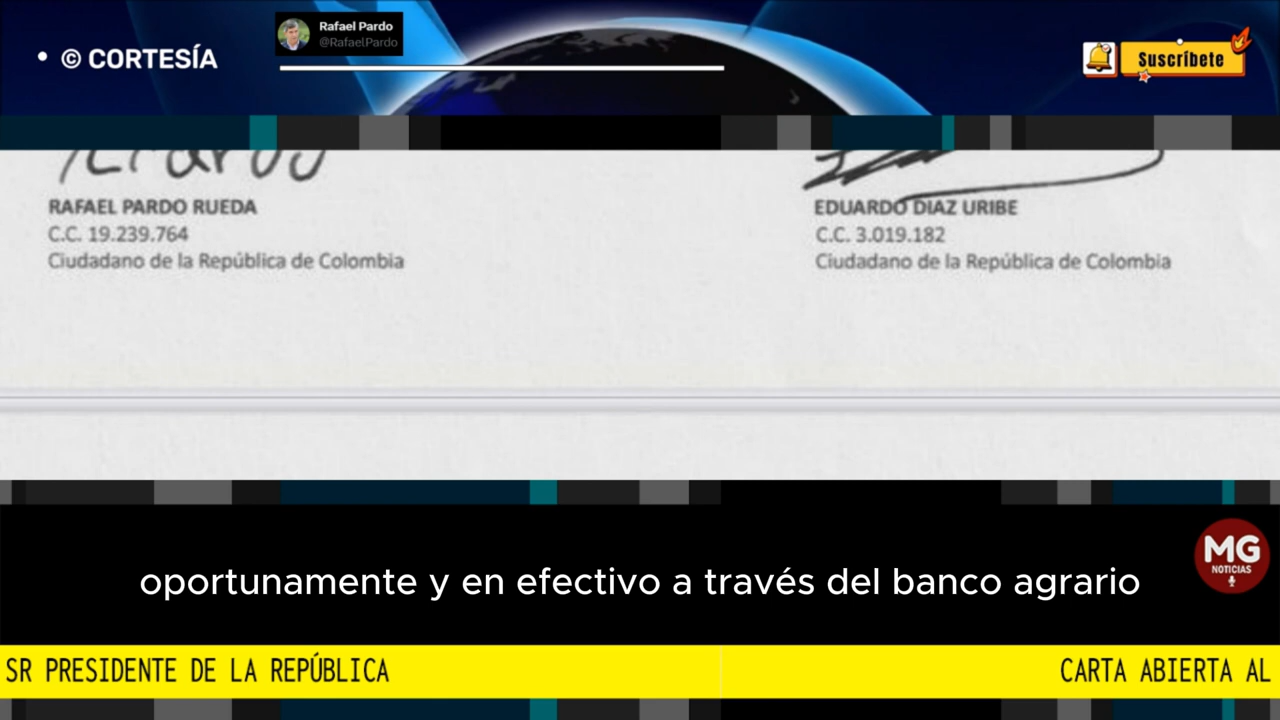 © CORTESÍA
Rafael Pardo
@RafaelPardo
Suscríbete
RPardo
RAFAEL PARDO RUEDA
C.C. 19.239.764
Ciudadano de la República de Colombia
EDUARDO DIAZ URIBE
C.C. 3.019.182
Ciudadano de la República de Colombia
MG
NOTICIAS
oportunamente y en efectivo a través del banco agrario
SR PRESIDENTE DE LA REPÚBLICA
CARTA ABIERTA AL